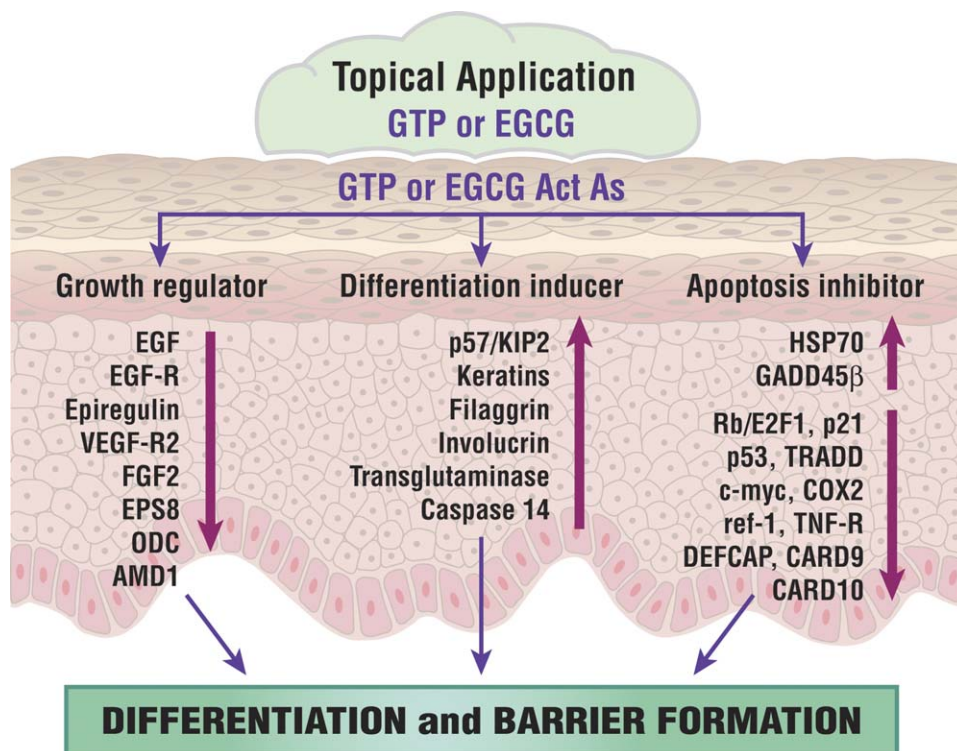 Topical Application
GTP or EGCG
GTP or EGCG Act As
Growth regulator
EGF
EGF-R
Epiregulin
VEGF-R2
FGF2
EPS8
ODC
AMD1
Differentiation inducer
p57/KIP2
Keratins
Filaggrin
Involucrin
Transglutaminase
Caspase 14
Apoptosis inhibitor
HSP70
GADD45β
Rb/E2F1, p21
p53, TRADD
c-myc, COX2
ref-1, TNF-R
DEFCAP, CARD9
CARD10
DIFFERENTIATION and BARRIER FORMATION